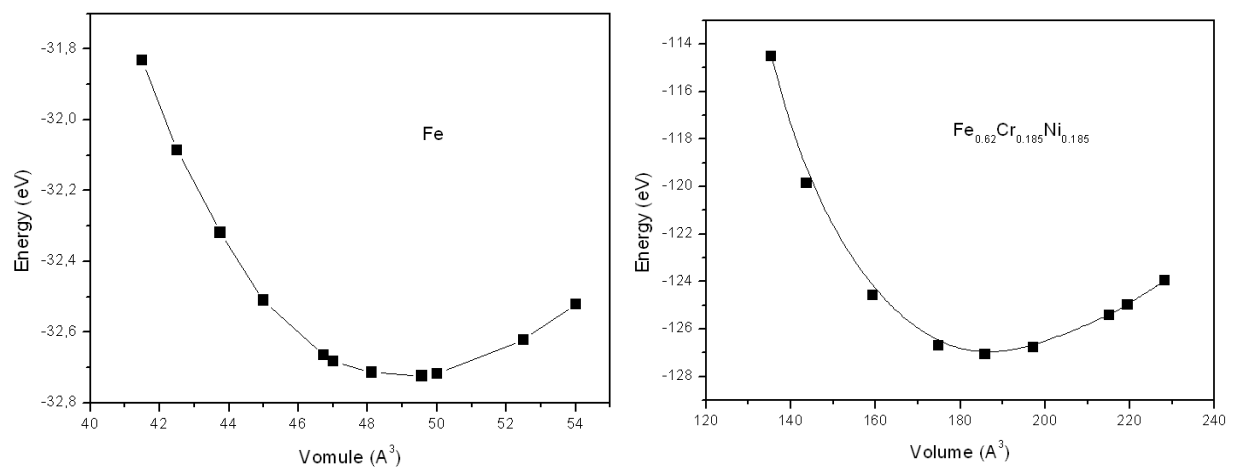 -31,8
-32,0
-32,2
-32,4
-32,6
-32,8
Energy (eV)
Fe
40 42 44 46 48 50 52 54
Vomule (A³)
-114
-116
-118
-120
-122
-124
-126
-128
Energy (eV)
Fe₀.₆₂Cr₀.₁₈₅Ni₀.₁₈₅
120 140 160 180 200 220 240
Volume (A³)